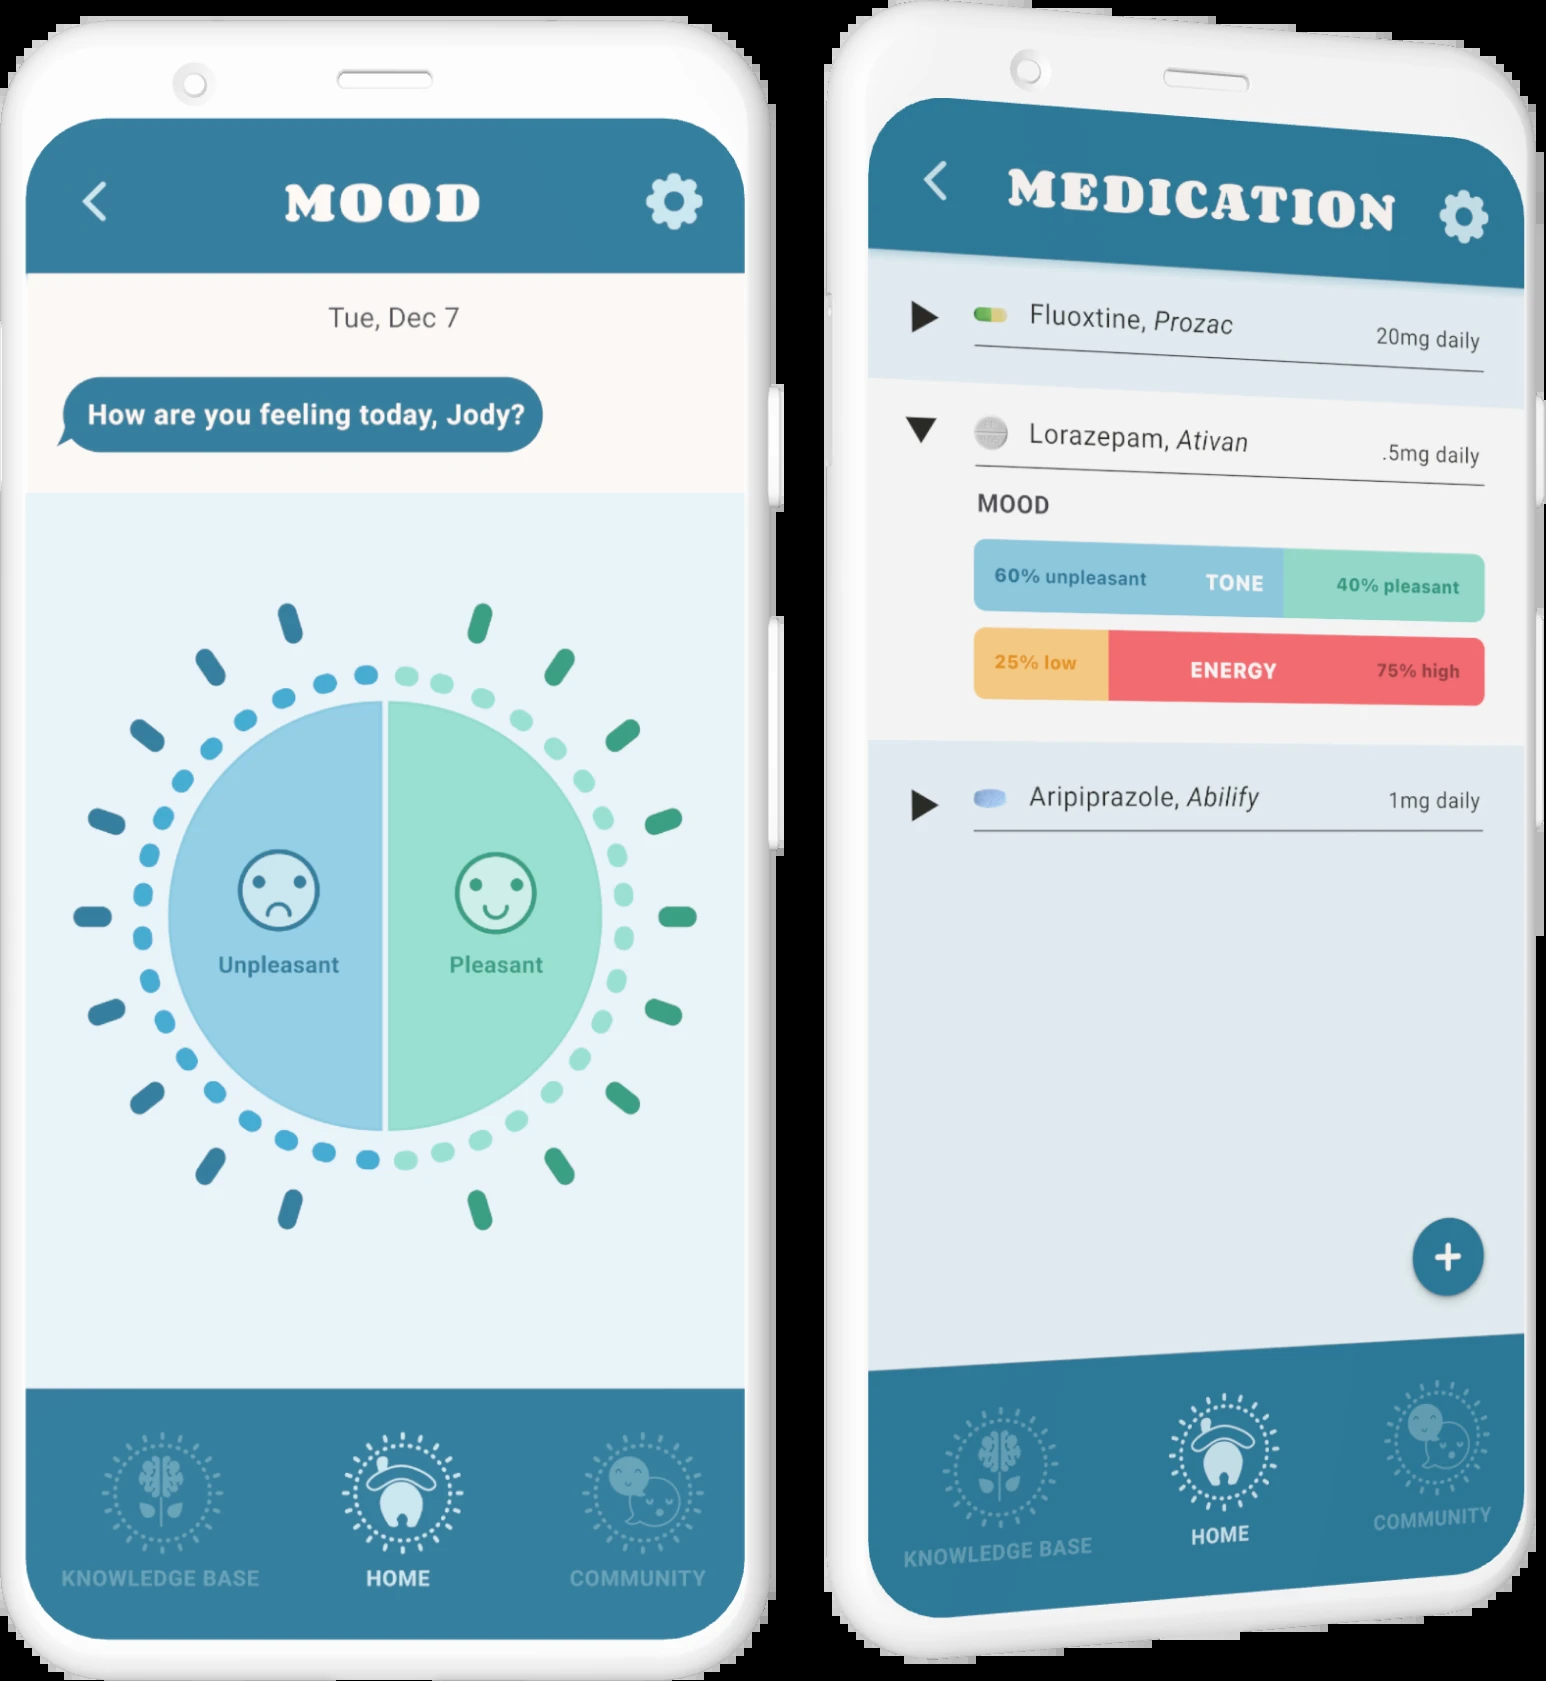 MOOD
Tue, Dec 7
How are you feeling today, Jody?
Unpleasant
Pleasant
KNOWLEDGE BASE
HOME
COMMUNITY
MEDICATION
Fluoxtine, Prozac
20mg daily
Lorazepam, Ativan
.5mg daily
MOOD
60% unpleasant TONE 40% pleasant
25% low ENERGY 75% high
Aripiprazole, Abilify
1mg daily
+
KNOWLEDGE BASE
HOME
COMMUNITY